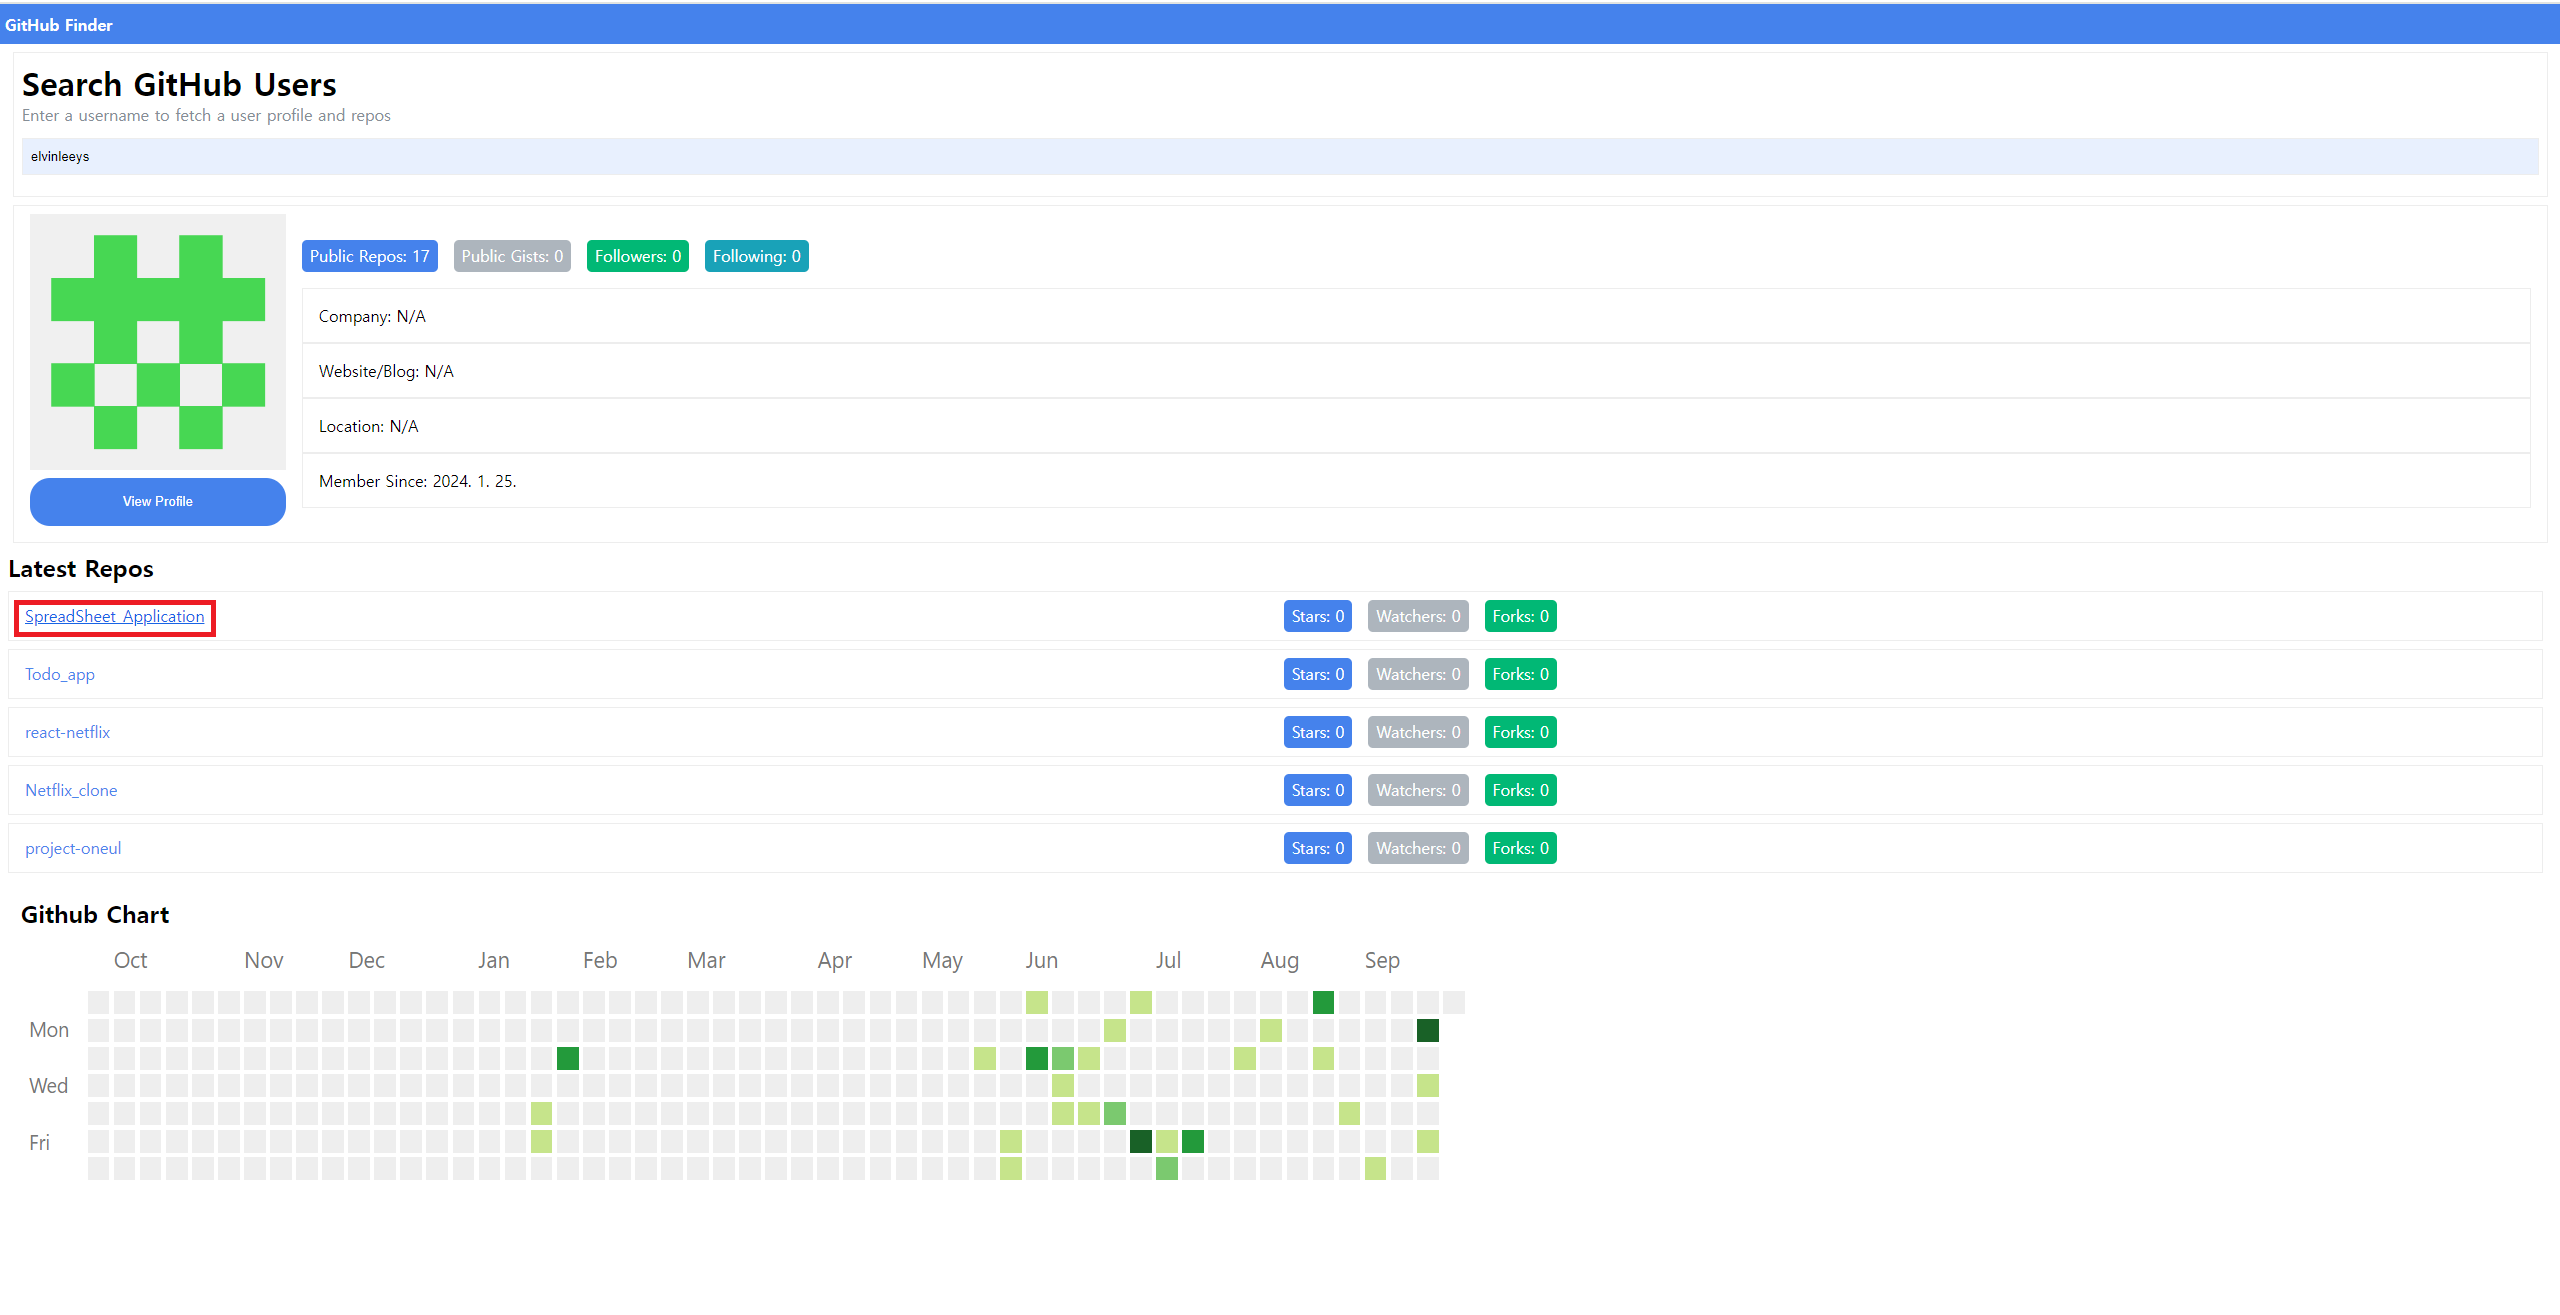 GitHub Finder
Search GitHub Users
Enter a username to fetch a user profile and repos
elvinleeys
Public Repos: 17 Public Gists: 0 Followers: 0 Following: 0
Company: N/A
Website/Blog: N/A
Location: N/A
Member Since: 2024. 1. 25.
View Profile
Latest Repos
SpreadSheet_Application Stars: 0 Watchers: 0 Forks: 0
Todo_app Stars: 0 Watchers: 0 Forks: 0
react-netflix Stars: 0 Watchers: 0 Forks: 0
Netflix_clone Stars: 0 Watchers: 0 Forks: 0
project-oneul Stars: 0 Watchers: 0 Forks: 0
Github Chart
Oct Nov Dec Jan Feb Mar Apr May Jun Jul Aug Sep
Mon
Wed
Fri